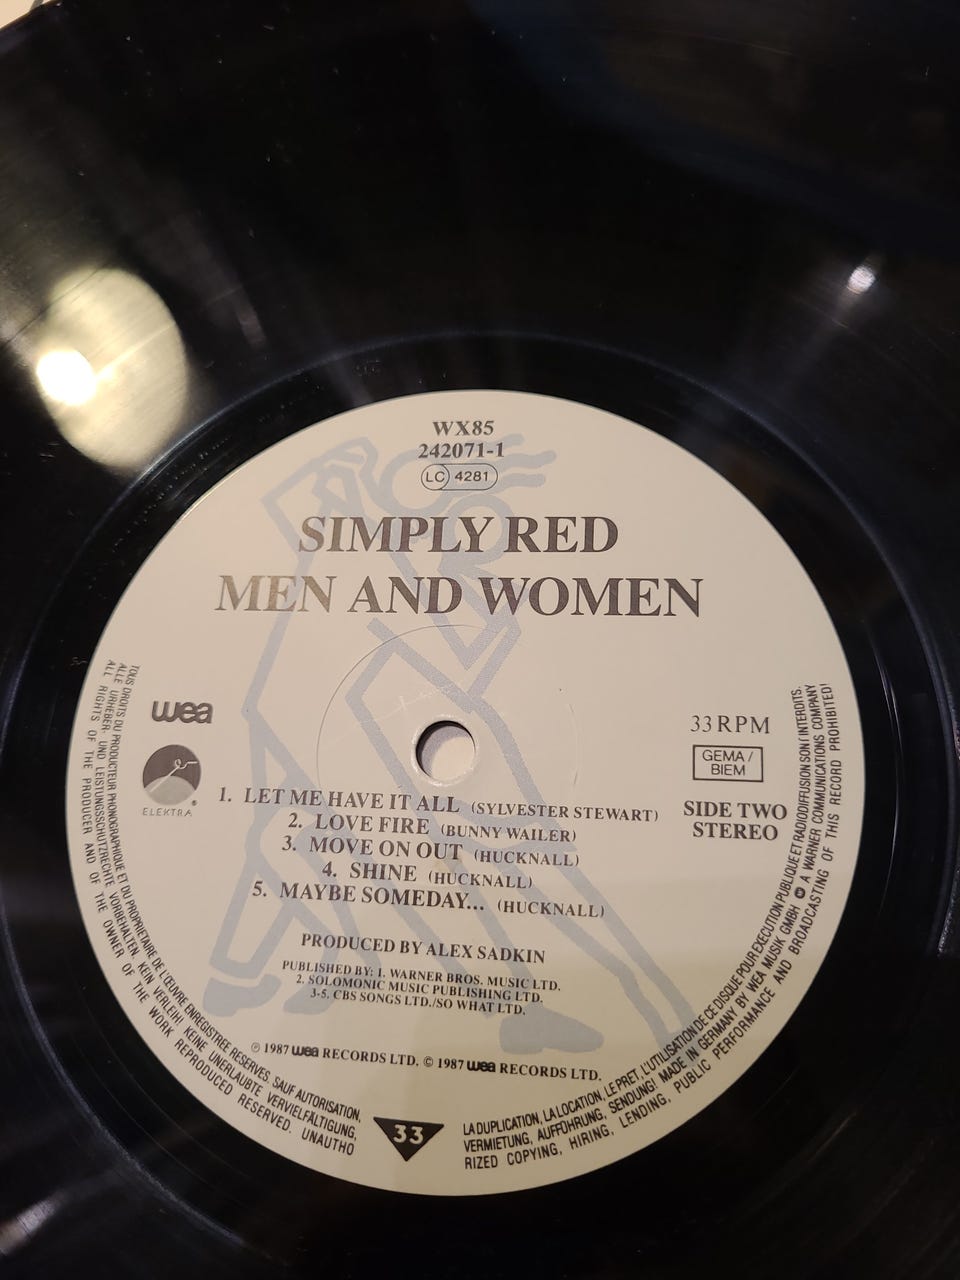 WX85
242071-1
LC 4281
SIMPLY RED
MEN AND WOMEN
wea
ELEKTRA ®
33 RPM
GEMA/
BIEM
SIDE TWO
STEREO
1. LET ME HAVE IT ALL (SYLVESTER STEWART)
2. LOVE FIRE (BUNNY WAILER)
3. MOVE ON OUT (HUCKNALL)
4. SHINE (HUCKNALL)
5. MAYBE SOMEDAY... (HUCKNALL)
PRODUCED BY ALEX SADKIN
PUBLISHED BY: 1. WARNER BROS. MUSIC LTD.
2. SOLOMONIC MUSIC PUBLISHING LTD.
3-5. CBS SONGS LTD./SO WHAT LTD.
℗ 1987 wea RECORDS LTD. © 1987 wea RECORDS LTD.
TOUS DROITS DU PRODUCTEUR PHONOGRAPHIQUE ET DU PROPRIETAIRE DE L'ŒUVRE ENREGISTREE RESERVES. SAUF AUTORISATION,
ALLE URHEBER- UND LEISTUNGSSCHUTZRECHTE VORBEHALTEN. KEIN VERLEIH! KEINE UNERLAUBTE VERVIELFÄLTIGUNG,
ALL RIGHTS OF THE PRODUCER AND OF THE OWNER OF THE WORK REPRODUCED RESERVED. UNAUTHO
33
LA DUPLICATION, LA LOCATION, LE PRET, L'UTILISATION DE CE DISQUE POUR EXECUTION PUBLIQUE ET RADIODIFFUSION SONT INTERDITS.
VERMIETUNG, AUFFÜHRUNG, SENDUNG! MADE IN GERMANY BY WEA MUSIK GMBH A WARNER COMMUNICATIONS COMPANY
RIZED COPYING, HIRING, LENDING, PUBLIC PERFORMANCE AND BROADCASTING OF THIS RECORD PROHIBITED!